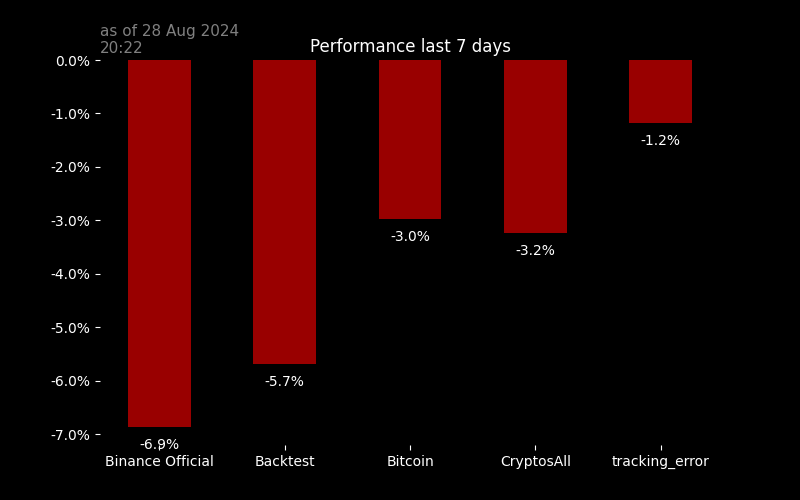 as of 28 Aug 2024
20:22
Performance last 7 days
0.0%
-1.0%
-2.0%
-3.0%
-4.0%
-5.0%
-6.0%
-7.0%
-6.9%
-5.7%
-3.0%
-3.2%
-1.2%
Binance Official
Backtest
Bitcoin
CryptosAll
tracking_error